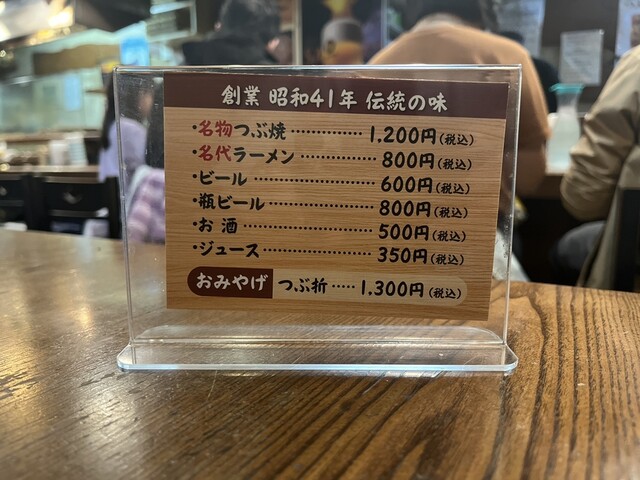 創業 昭和41年 伝統の味
・名物つぶ焼 ············ 1,200円(税込)
・名代ラーメン ············ 800円(税込)
・ビール ···················· 600円(税込)
・瓶ビール ················ 800円(税込)
・お 酒 ···················· 500円(税込)
・ジュース ················ 350円(税込)
おみやげ つぶ折 ····· 1,300円(税込)